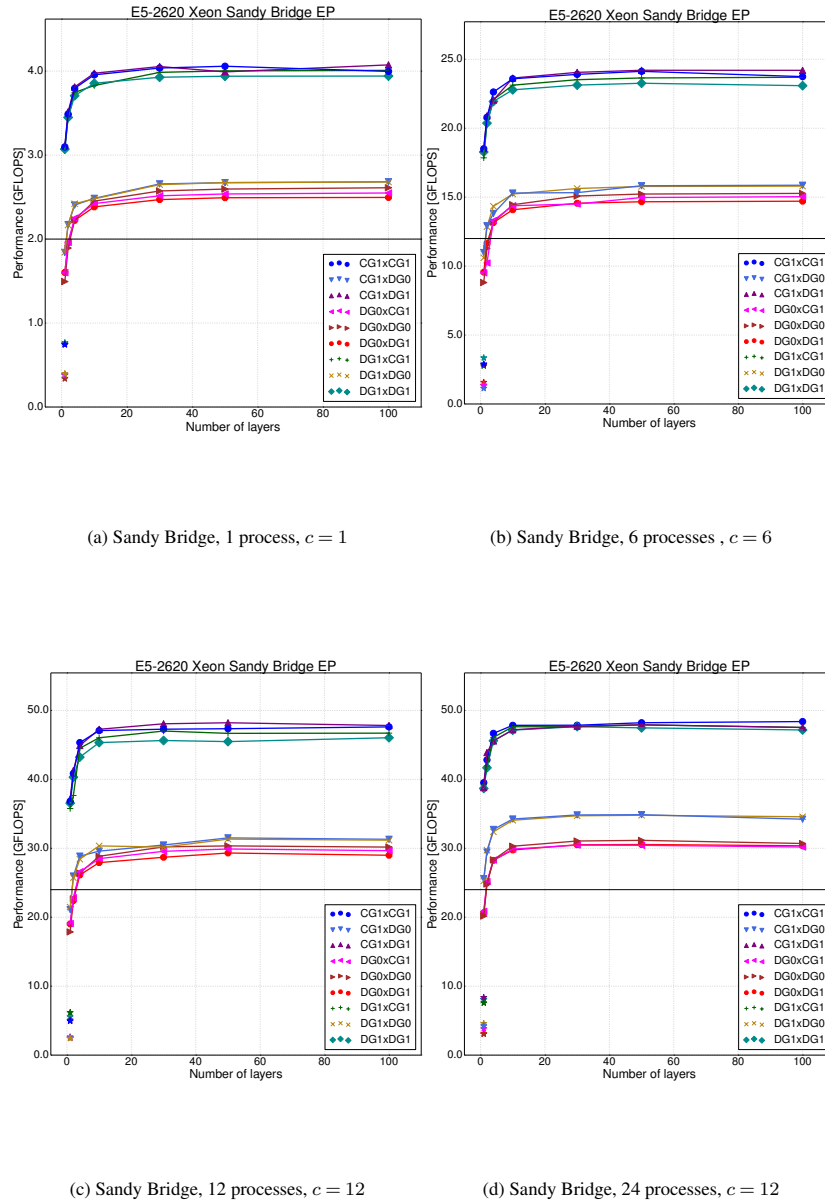 E5-2620 Xeon Sandy Bridge EP
Performance [GFLOPS]
4.0
3.0
2.0
1.0
0.0
0 20 40 60 80 100
Number of layers
CG1xCG1
CG1xDG0
CG1xDG1
DG0xCG1
DG0xDG0
DG0xDG1
DG1xCG1
DG1xDG0
DG1xDG1
(a) Sandy Bridge, 1 process, c = 1
E5-2620 Xeon Sandy Bridge EP
Performance [GFLOPS]
25.0
20.0
15.0
10.0
5.0
0.0
0 20 40 60 80 100
Number of layers
CG1xCG1
CG1xDG0
CG1xDG1
DG0xCG1
DG0xDG0
DG0xDG1
DG1xCG1
DG1xDG0
DG1xDG1
(b) Sandy Bridge, 6 processes , c = 6
E5-2620 Xeon Sandy Bridge EP
Performance [GFLOPS]
50.0
40.0
30.0
20.0
10.0
0.0
0 20 40 60 80 100
Number of layers
CG1xCG1
CG1xDG0
CG1xDG1
DG0xCG1
DG0xDG0
DG0xDG1
DG1xCG1
DG1xDG0
DG1xDG1
(c) Sandy Bridge, 12 processes, c = 12
E5-2620 Xeon Sandy Bridge EP
Performance [GFLOPS]
50.0
40.0
30.0
20.0
10.0
0.0
0 20 40 60 80 100
Number of layers
CG1xCG1
CG1xDG0
CG1xDG1
DG0xCG1
DG0xDG0
DG0xDG1
DG1xCG1
DG1xDG0
DG1xDG1
(d) Sandy Bridge, 24 processes, c = 12